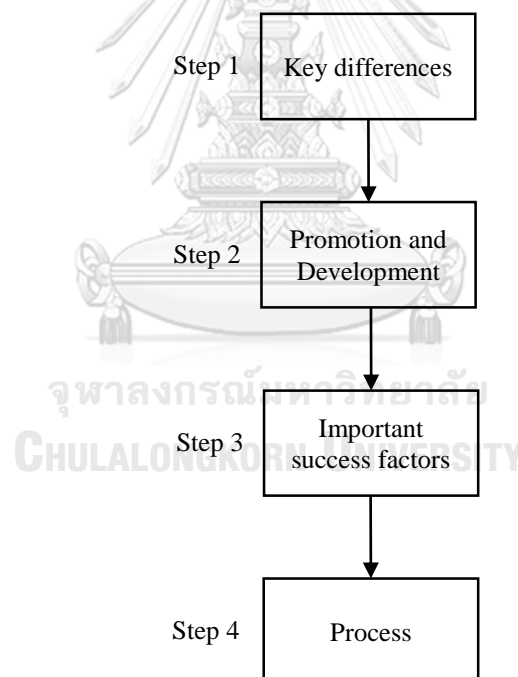 Step 1
Key differences
Step 2
Promotion and
Development
จุฬาลงกรณ์มหาวิทยาลัย
Step 3
Important
success factors
CHULALONGKORN UNIVERSITY
Step 4
Process